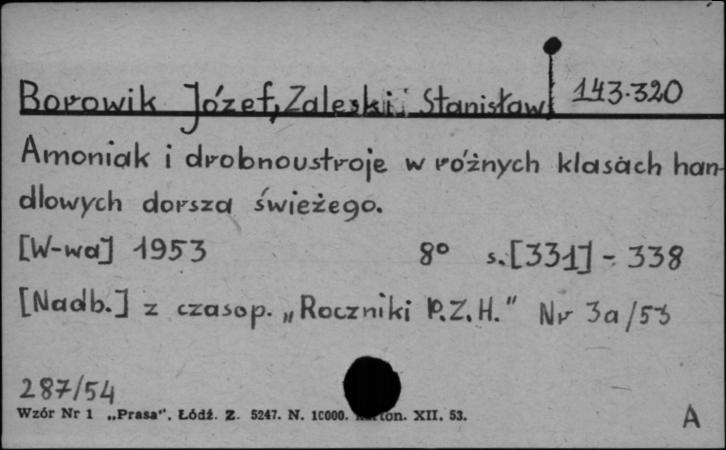 Borowik Józef, Zaleski Stanisław 143.320
Amoniak i drobnoustroje w różnych klasach han-
dlowych dorsza świeżego.
[W-wa] 1953 8° s.[331] - 338
[Nadb.] z czasop. „Roczniki P.Z.H." Nr 3a/53
287/54
Wzór Nr 1 „Prasa”. Łódź. Z. 5247. N. 10000. XII. 53.
A